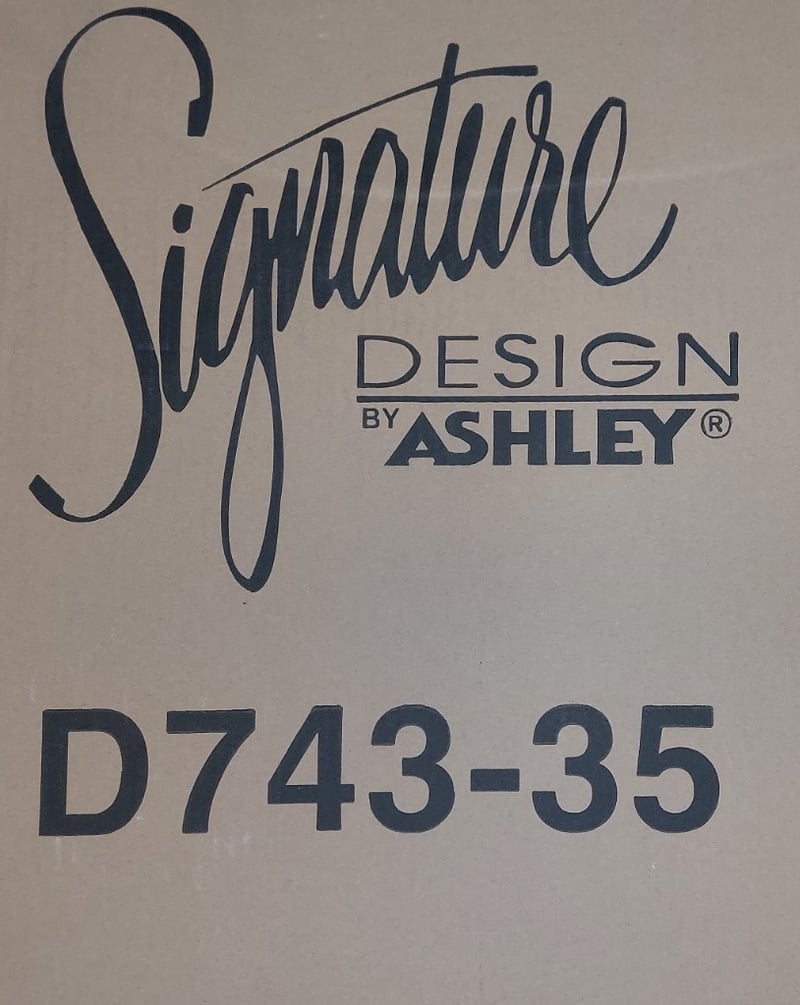 Signature
DESIGN
BY ASHLEY®
D743-35